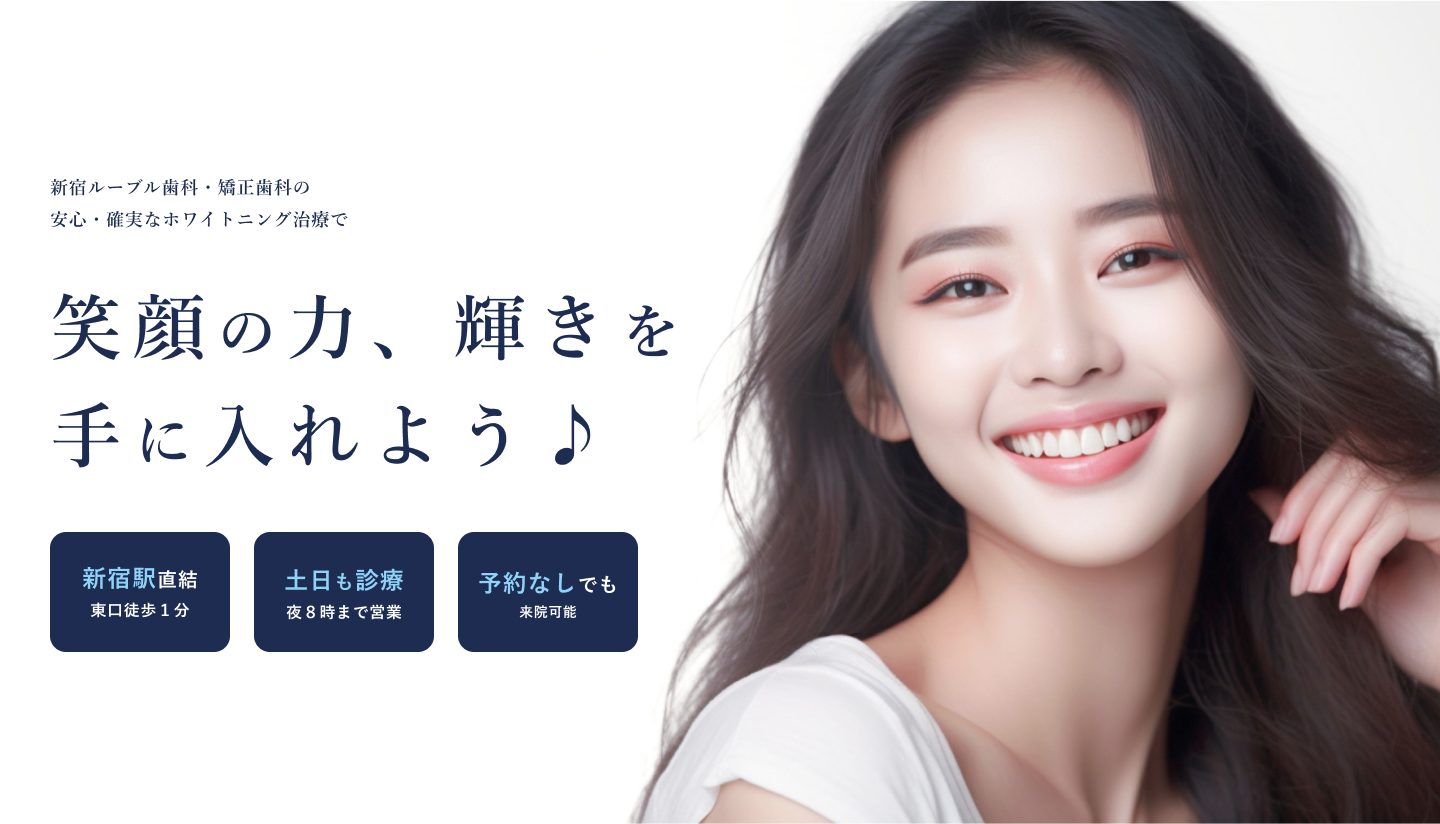 新宿ルーブル歯科・矯正歯科の
安心・確実なホワイトニング治療で
笑顔の力、輝きを
手に入れよう♪
新宿駅直結
東口徒歩１分
土日も診療
夜８時まで営業
予約なしでも
来院可能